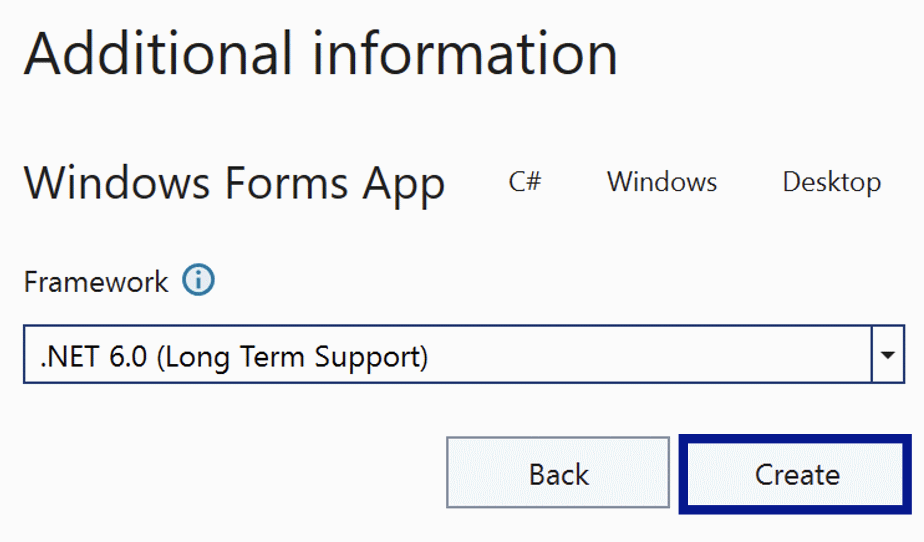 Additional information
Windows Forms App C# Windows Desktop
Framework
.NET 6.0 (Long Term Support)
Back Create